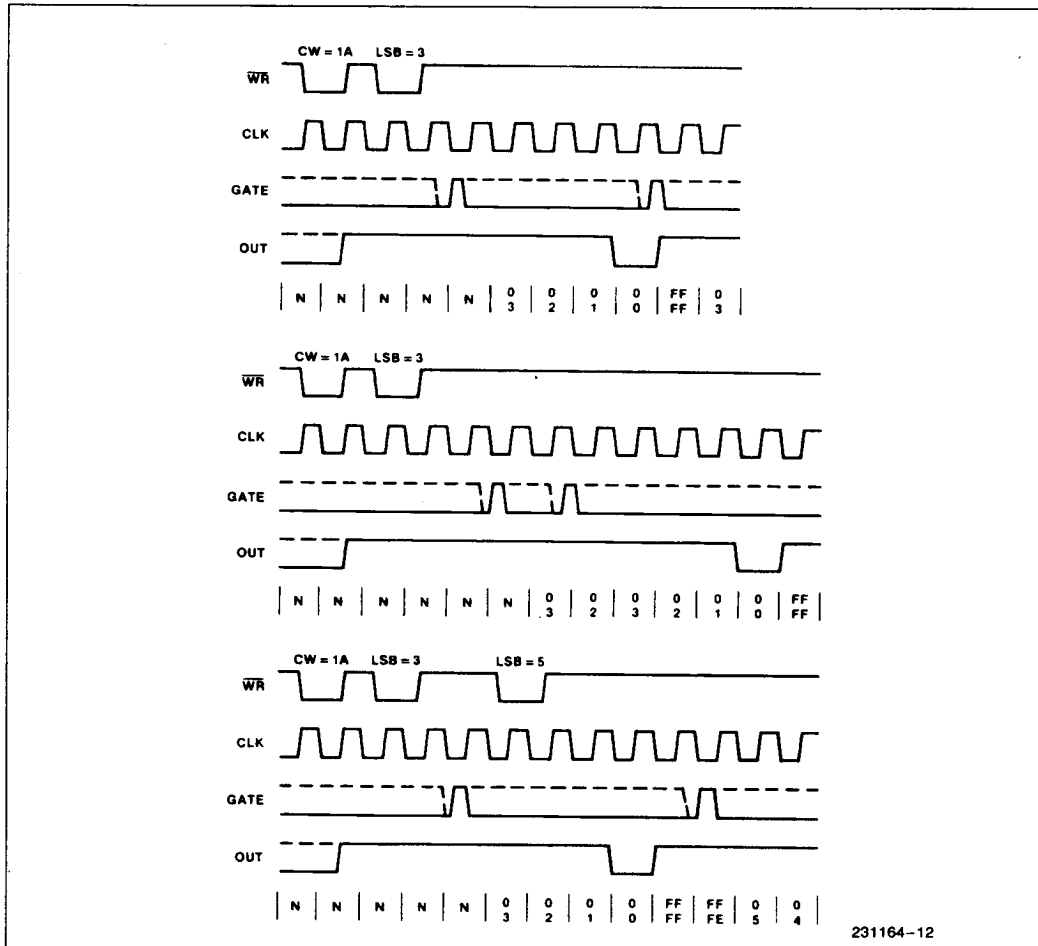 CW = 1A LSB = 3
WR
CLK
GATE
OUT
N N N N N 0 0 0 0 FF 0
3 2 1 0 FF 3
CW = 1A LSB = 3
WR
CLK
GATE
OUT
N N N N N N 0 0 0 0 0 0 FF
3 2 3 2 1 0 FF
CW = 1A LSB = 3 LSB = 5
WR
CLK
GATE
OUT
N N N N N 0 0 0 0 FF FF 0 0
3 2 1 0 FF FE 5 4
231164-12